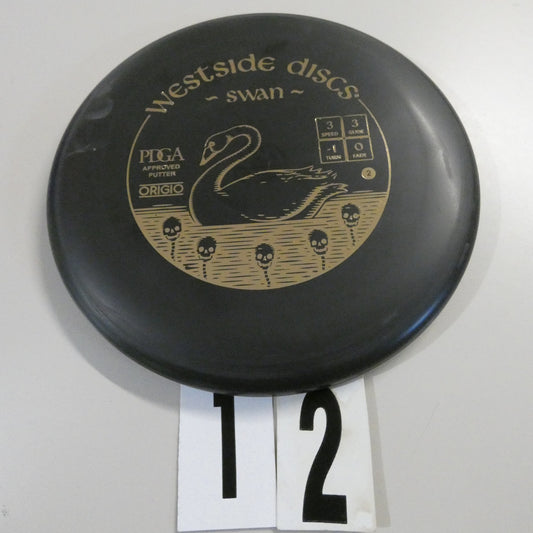 WESTSIDE DISCS
~ SWAN ~
3 3
SPEED GLIDE
-1 0
TURN FADE
2
PDGA
APPROVED
PUTTER
ORIGIO
1 2